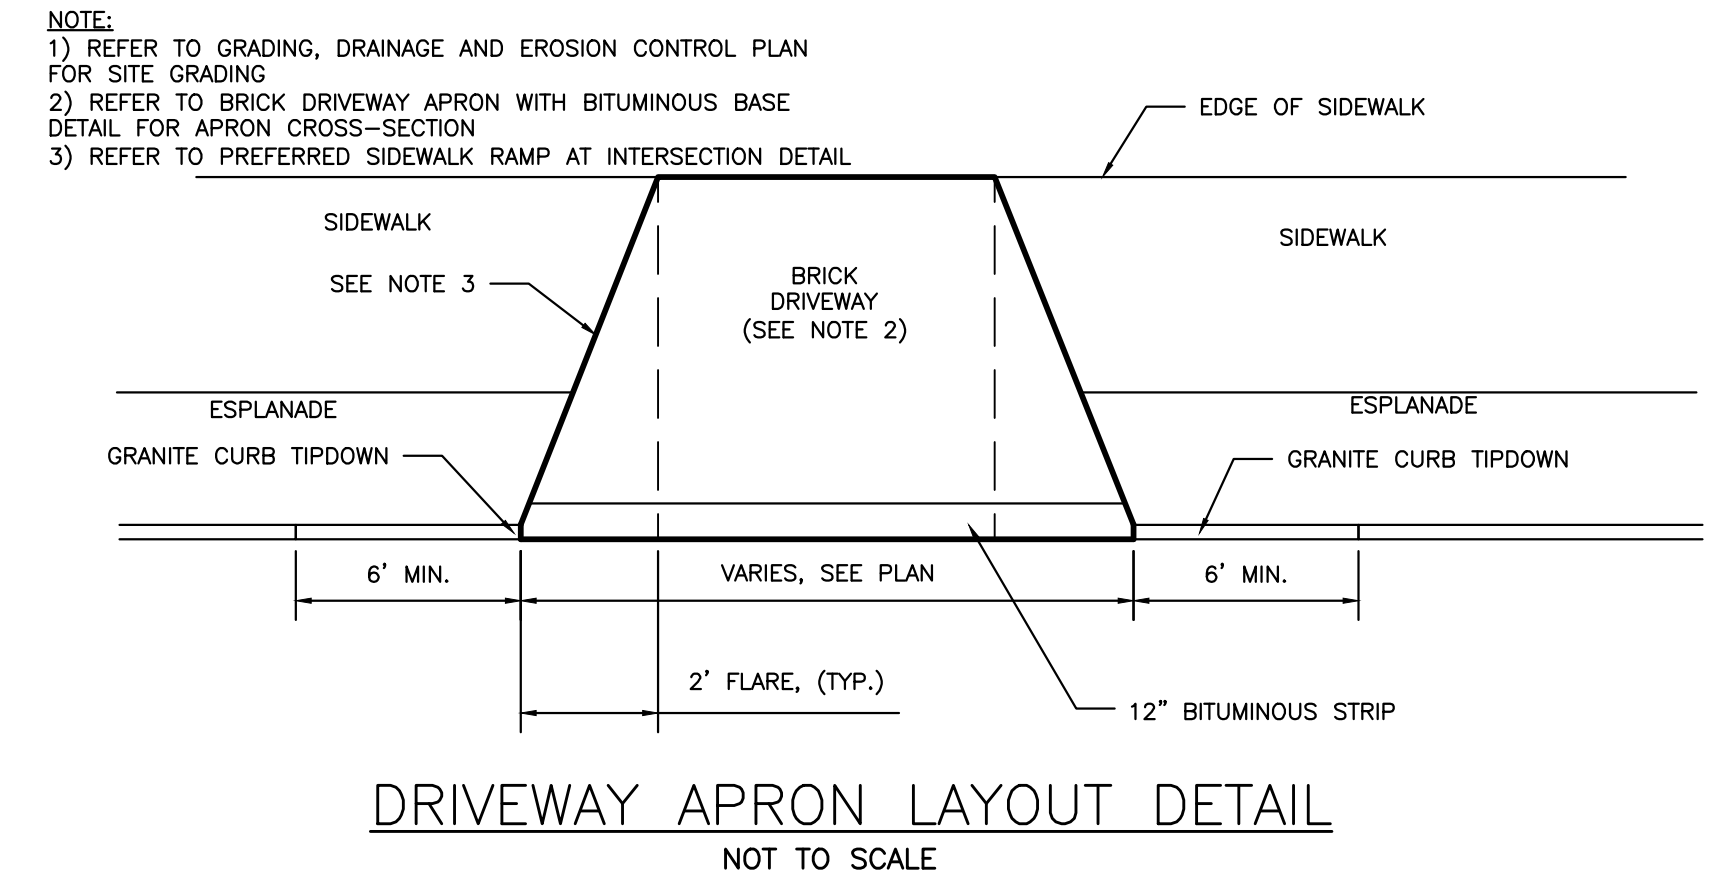 NOTE:
1) REFER TO GRADING, DRAINAGE AND EROSION CONTROL PLAN
FOR SITE GRADING
2) REFER TO BRICK DRIVEWAY APRON WITH BITUMINOUS BASE
DETAIL FOR APRON CROSS-SECTION
3) REFER TO PREFERRED SIDEWALK RAMP AT INTERSECTION DETAIL
EDGE OF SIDEWALK
SIDEWALK
SIDEWALK
SEE NOTE 3
BRICK
DRIVEWAY
(SEE NOTE 2)
ESPLANADE
ESPLANADE
GRANITE CURB TIPDOWN
GRANITE CURB TIPDOWN
6' MIN.
VARIES, SEE PLAN
6' MIN.
2' FLARE, (TYP.)
12" BITUMINOUS STRIP
DRIVEWAY APRON LAYOUT DETAIL
NOT TO SCALE